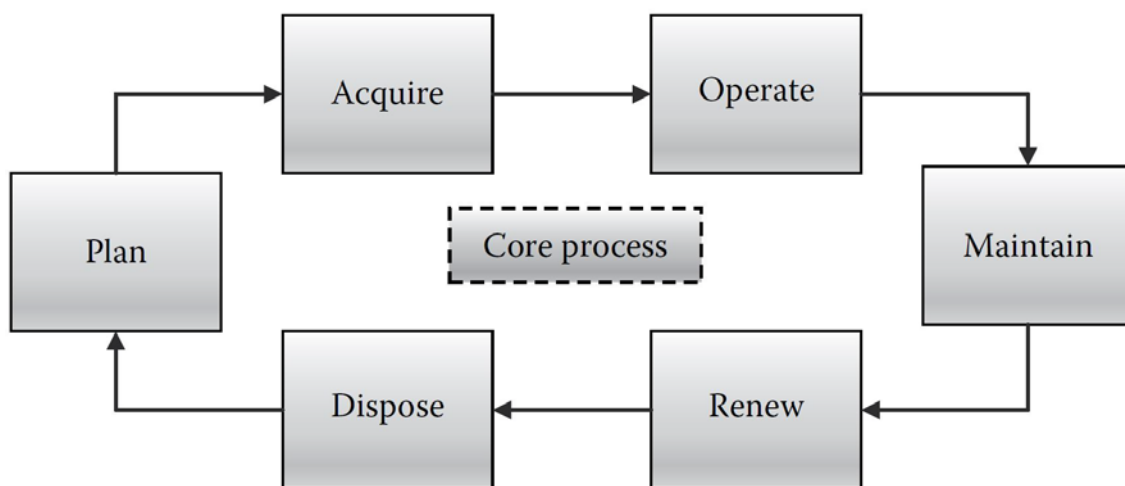 Acquire
Operate
Plan
Core process
Maintain
Dispose
Renew